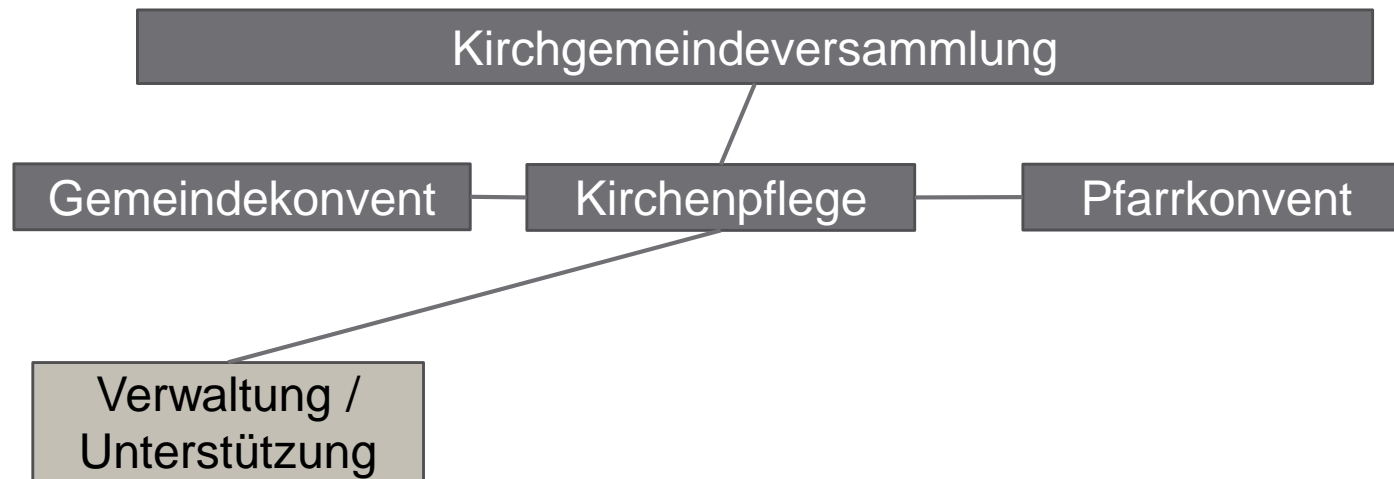 Kirchgemeindeversammlung
Gemeindekonvent
Kirchenpflege
Pfarrkonvent
Verwaltung /
Unterstützung